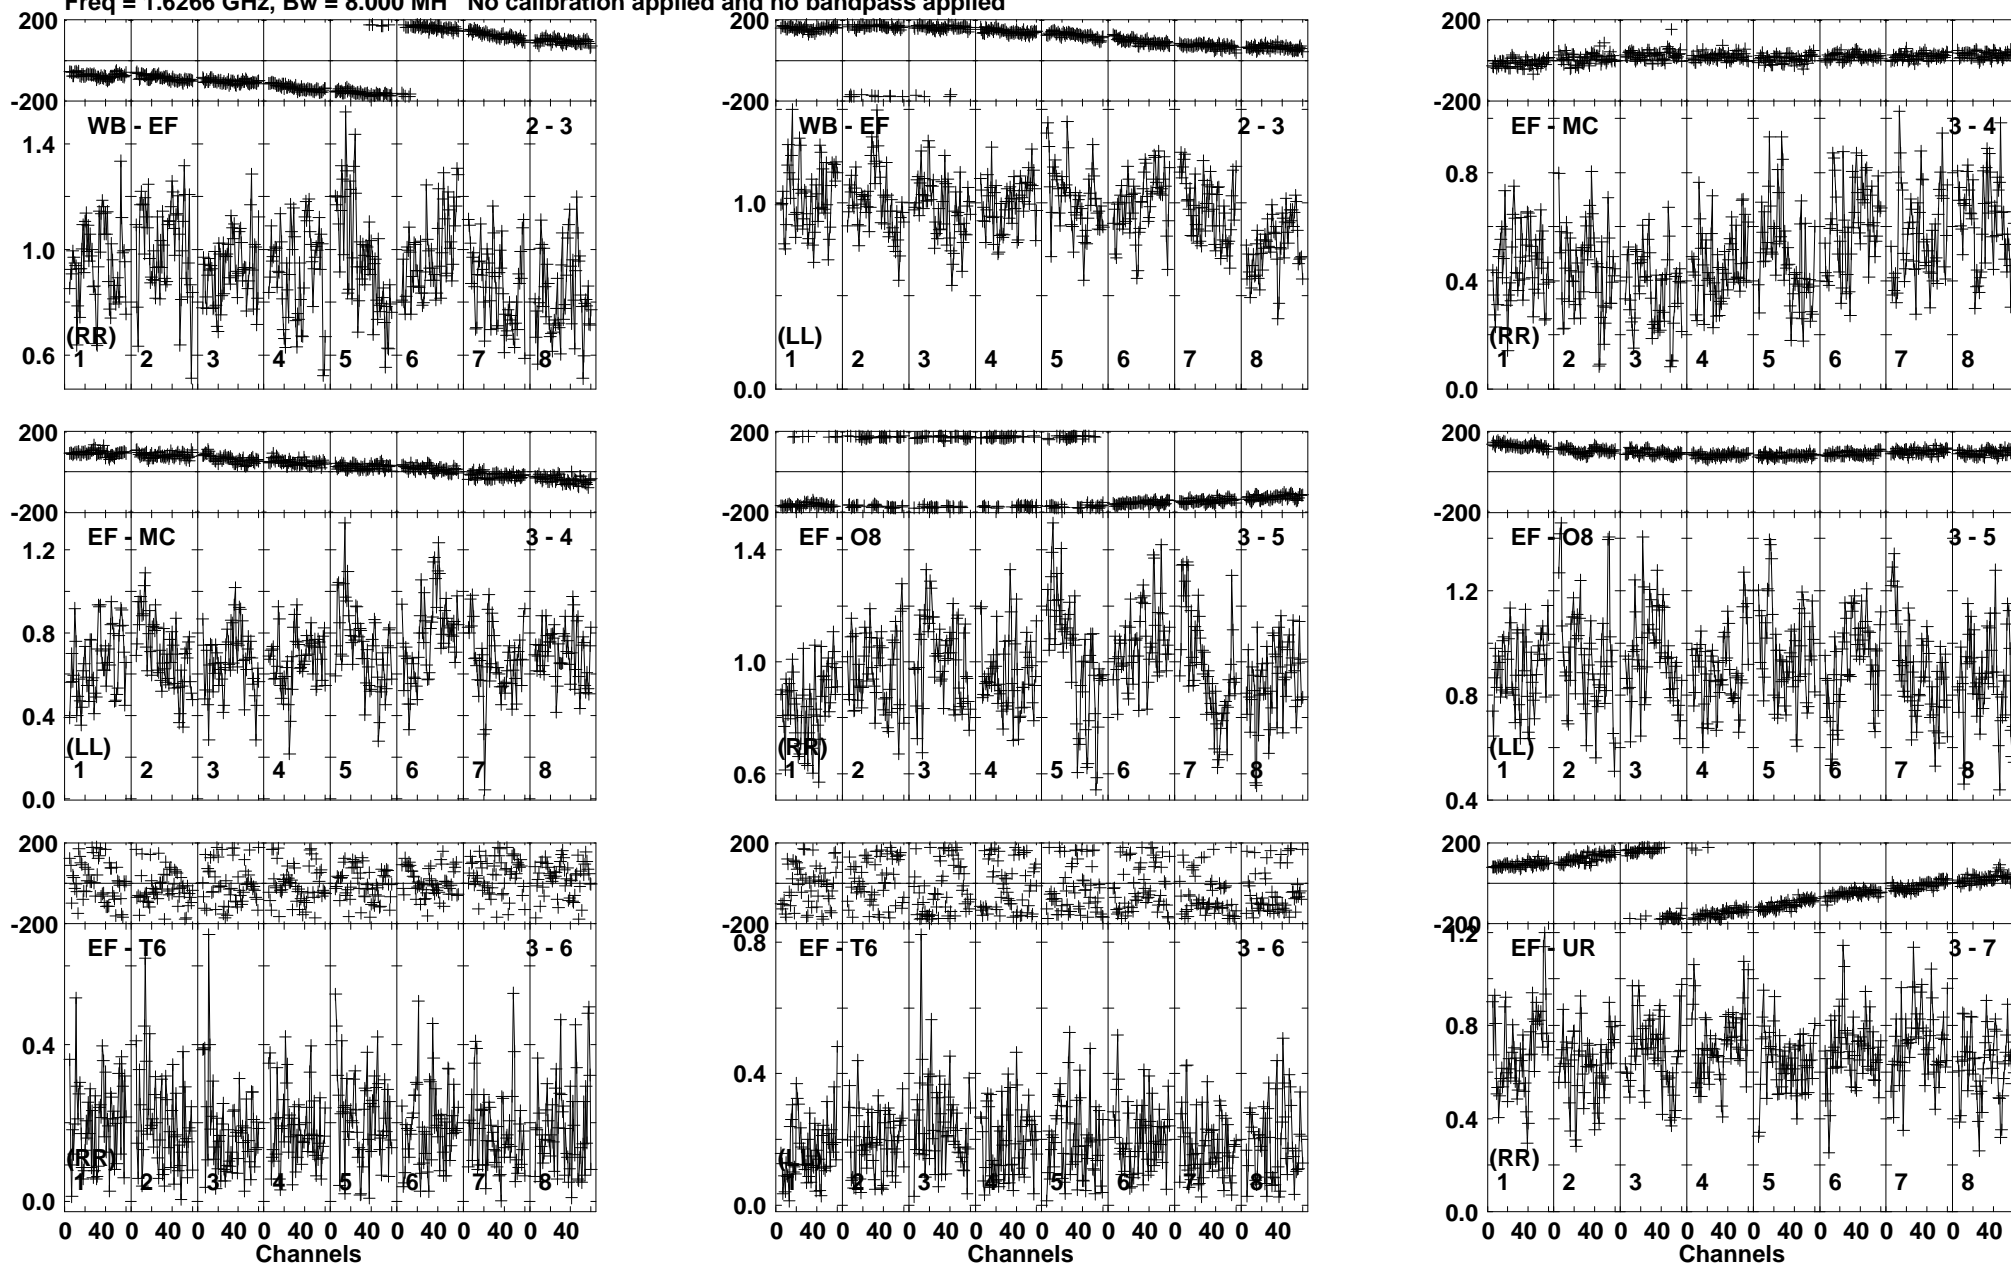 Freq = 1.6266 GHz, Bw = 8.000 MH No calibration applied and no bandpass applied
200 200 200
-200 -200 -200
WB - EF 2 - 3 WB - EF 2 - 3 EF - MC 3 - 4
1.4 0.8
1.0 1.0 0.4
(RR) (LL) (RR)
0.6
1 2 3 4 5 6 7 8 1 2 3 4 5 6 7 8 1 2 3 4 5 6 7 8
0.0 0.0
200 200 200
-200 -200 -200
EF - MC 3 - 4 EF - O8 3 - 5 EF - O8 3 - 5
1.2 1.4 1.2
0.8 1.0 0.8
0.4
(LL) (RR) (LL)
1 2 3 4 5 6 7 8 1 2 3 4 5 6 7 8 1 2 3 4 5 6 7 8
0.0 0.6 0.4
200 200 200
-200 -200 -200
EF - T6 3 - 6 EF - T6 3 - 6 EF - UR 3 - 7
0.8 1.2
0.8
0.4 0.4 0.4
(RR) (LL) (RR)
1 2 3 4 5 6 7 8 1 2 3 4 5 6 7 8 1 2 3 4 5 6 7 8
0.0 0.0 0.0
0 40 0 40 0 40 0 40 0 40 0 40 0 40 0 40 0 40 0 40 0 40 0 40 0 40 0 40 0 40 0 40 0 40 0 40 0 40 0 40 0 40 0 40 0 40 0 40
Channels Channels Channels